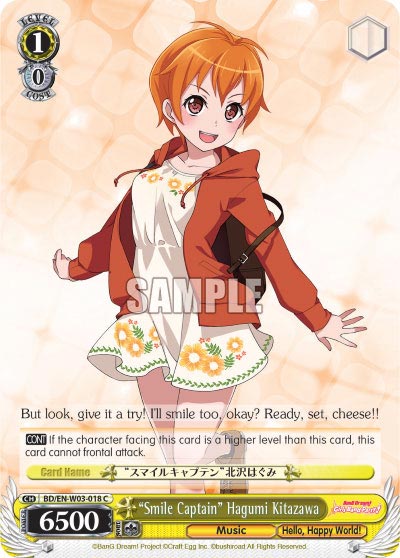 LEVEL
1
0
COST
SAMPLE
But look, give it a try! I'll smile too, okay? Ready, set, cheese!!
CONT If the character facing this card is a higher level than this card, this
card cannot frontal attack.
Card Name
“スマイルキャプテン”北沢はぐみ
CH BD/EN-W03-018 C
“Smile Captain” Hagumi Kitazawa
BanG Dream!
6500
Music
Hello, Happy World!
©BanG Dream! Project ©Craft Egg Inc. ©bushiroad All Rights Reserved.